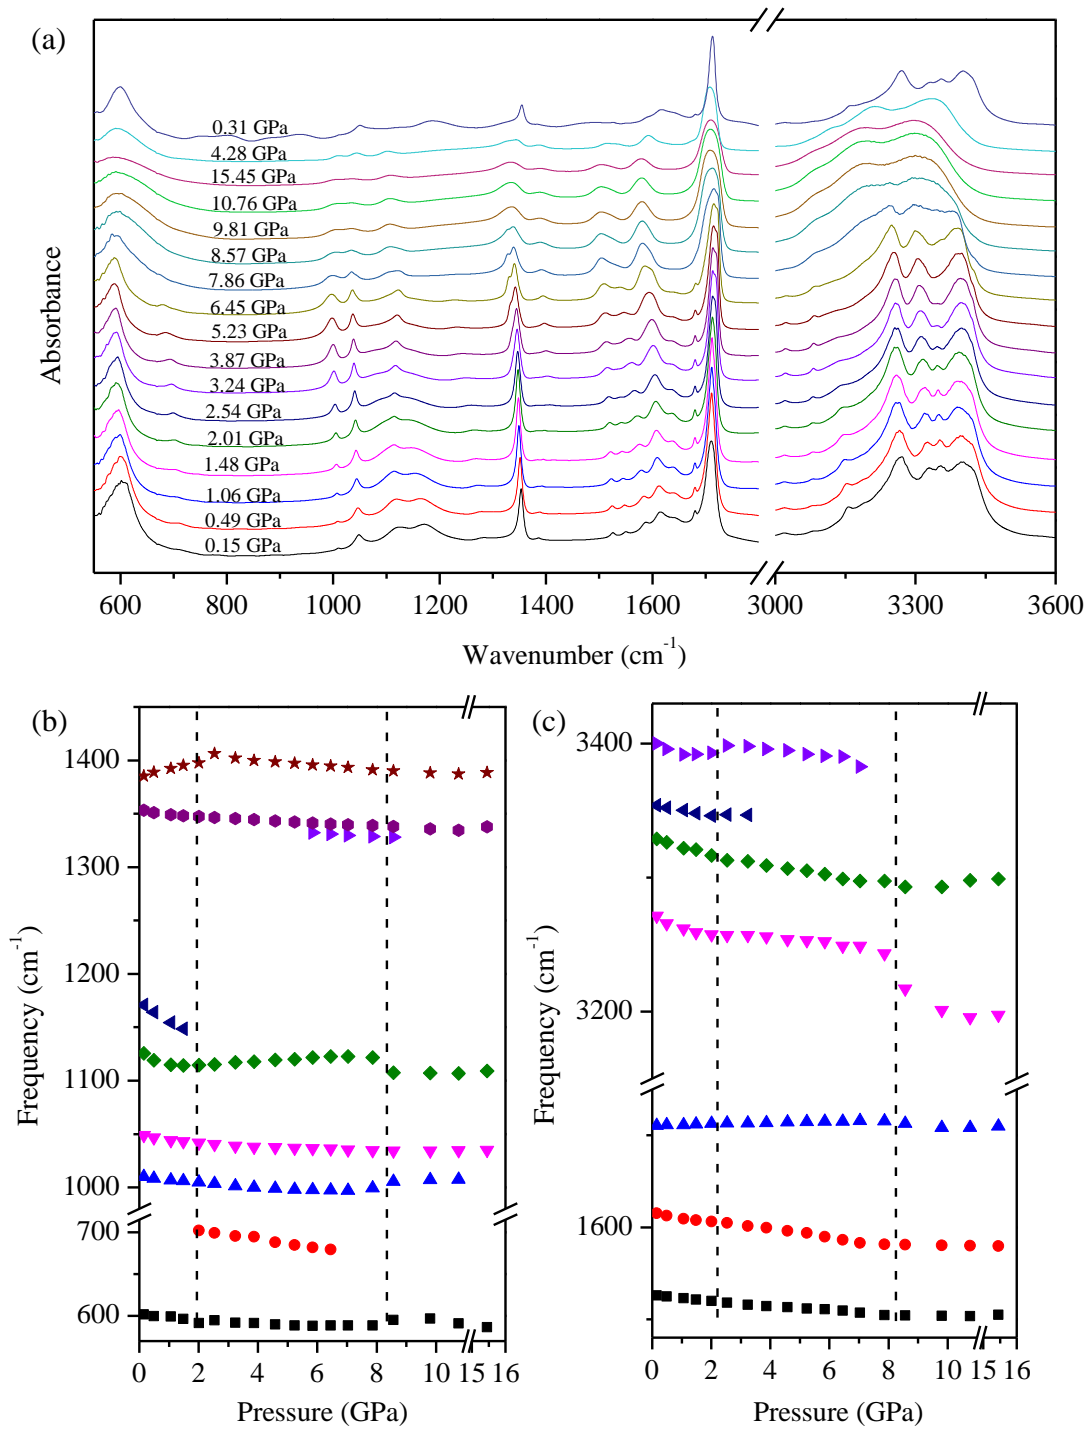 (a)
0.31 GPa
4.28 GPa
15.45 GPa
10.76 GPa
9.81 GPa
8.57 GPa
7.86 GPa
6.45 GPa
5.23 GPa
3.87 GPa
3.24 GPa
2.54 GPa
2.01 GPa
1.48 GPa
1.06 GPa
0.49 GPa
0.15 GPa
Absorbance
600 800 1000 1200 1400 1600 3000 3300 3600
Wavenumber (cm⁻¹)
(b)
1400
1300
1200
1100
1000
700
600
Frequency (cm⁻¹)
0 2 4 6 8 10 15 16
Pressure (GPa)
(c)
3400
3200
1600
Frequency (cm⁻¹)
0 2 4 6 8 10 15 16
Pressure (GPa)